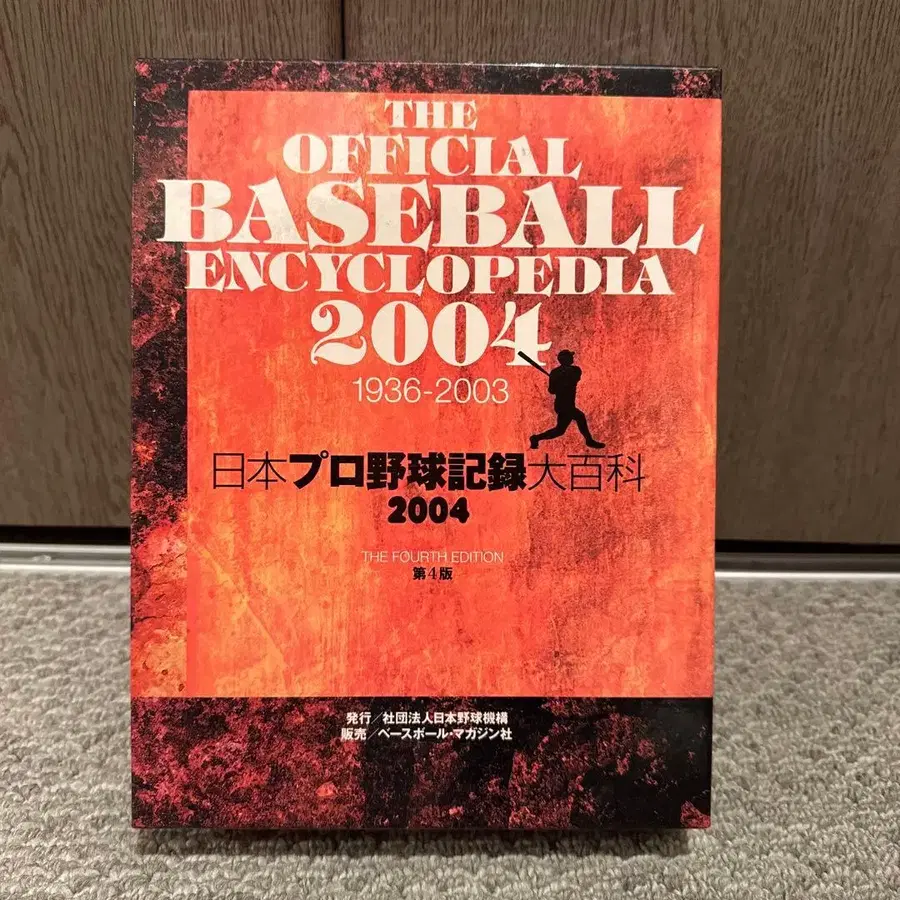 THE
OFFICIAL
BASEBALL
ENCYCLOPEDIA
2004
1936-2003
日本プロ野球記録大百科
2004
THE FOURTH EDITION
第4版
発行/社団法人日本野球機構
販売/ベースボール・マガジン社